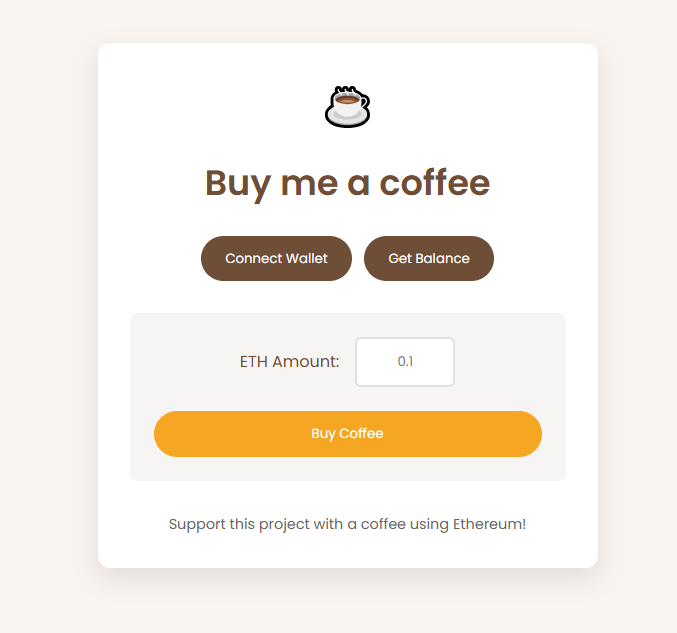 Buy me a coffee
Connect Wallet
Get Balance
ETH Amount:
0.1
Buy Coffee
Support this project with a coffee using Ethereum!